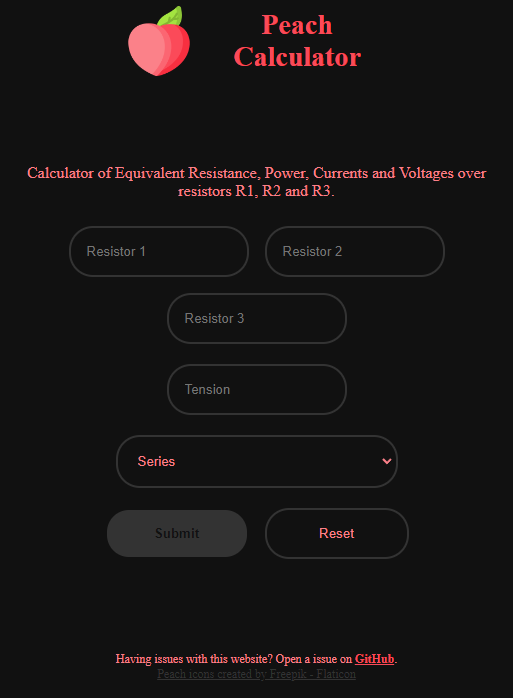 Peach
Calculator
Calculator of Equivalent Resistance, Power, Currents and Voltages over
resistors R1, R2 and R3.
Resistor 1
Resistor 2
Resistor 3
Tension
Series
Submit
Reset
Having issues with this website? Open a issue on GitHub.
Peach icons created by Freepik - Flaticon